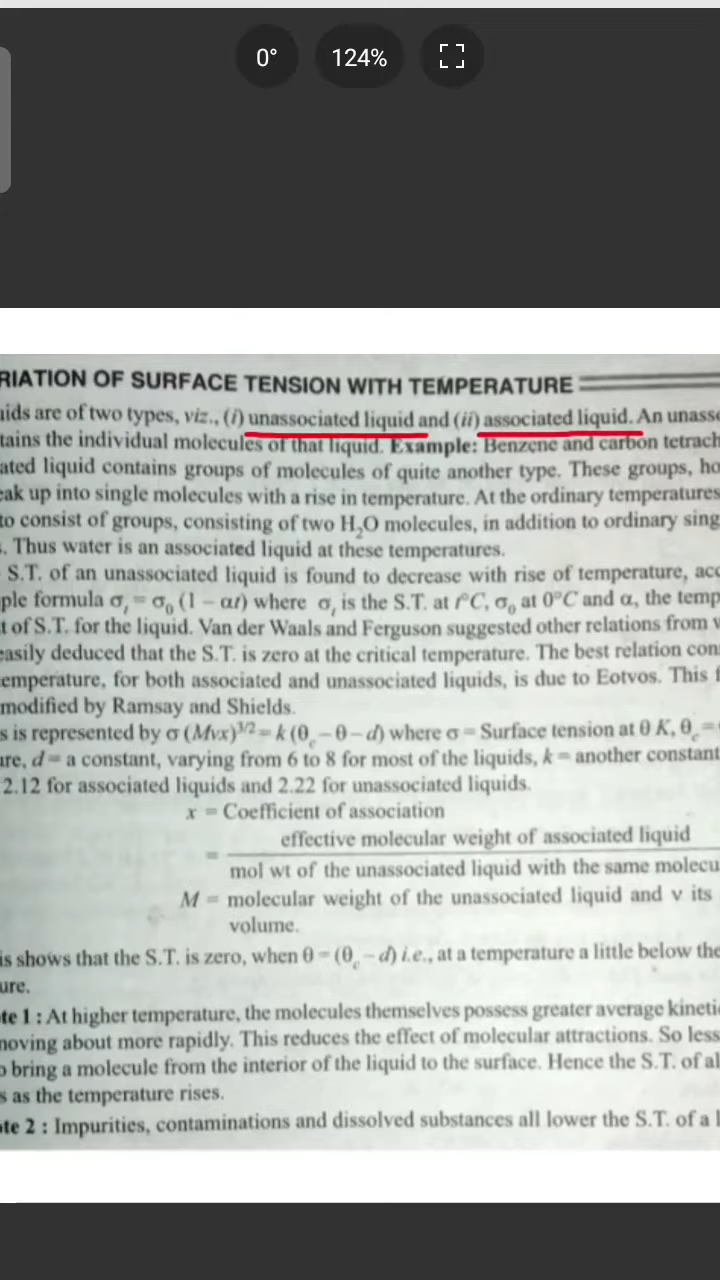 0° 124%
RIATION OF SURFACE TENSION WITH TEMPERATURE
uids are of two types, viz., (i) unassociated liquid and (ii) associated liquid. An unasso
tains the individual molecules of that liquid. Example: Benzene and carbon tetrach
ated liquid contains groups of molecules of quite another type. These groups, ho
eak up into single molecules with a rise in temperature. At the ordinary temperatures
to consist of groups, consisting of two H₂O molecules, in addition to ordinary sing
. Thus water is an associated liquid at these temperatures.
S.T. of an unassociated liquid is found to decrease with rise of temperature, acc
ple formula σₜ = σ₀ (1 – αt) where σₜ is the S.T. at t°C, σ₀ at 0°C and α, the temp
t of S.T. for the liquid. Van der Waals and Ferguson suggested other relations from w
easily deduced that the S.T. is zero at the critical temperature. The best relation con
emperature, for both associated and unassociated liquids, is due to Eotvos. This f
modified by Ramsay and Shields.
s is represented by σ (Mvx)³/² = k (θc – θ – d) where σ = Surface tension at θ K, θc =
ure, d = a constant, varying from 6 to 8 for most of the liquids, k = another constant
2.12 for associated liquids and 2.22 for unassociated liquids.
x = Coefficient of association
= effective molecular weight of associated liquid
mol wt of the unassociated liquid with the same molecu
M = molecular weight of the unassociated liquid and v its
volume.
is shows that the S.T. is zero, when θ = (θc – d) i.e., at a temperature a little below the
ure.
te 1 : At higher temperature, the molecules themselves possess greater average kineti
moving about more rapidly. This reduces the effect of molecular attractions. So less
o bring a molecule from the interior of the liquid to the surface. Hence the S.T. of al
s as the temperature rises.
te 2 : Impurities, contaminations and dissolved substances all lower the S.T. of a l